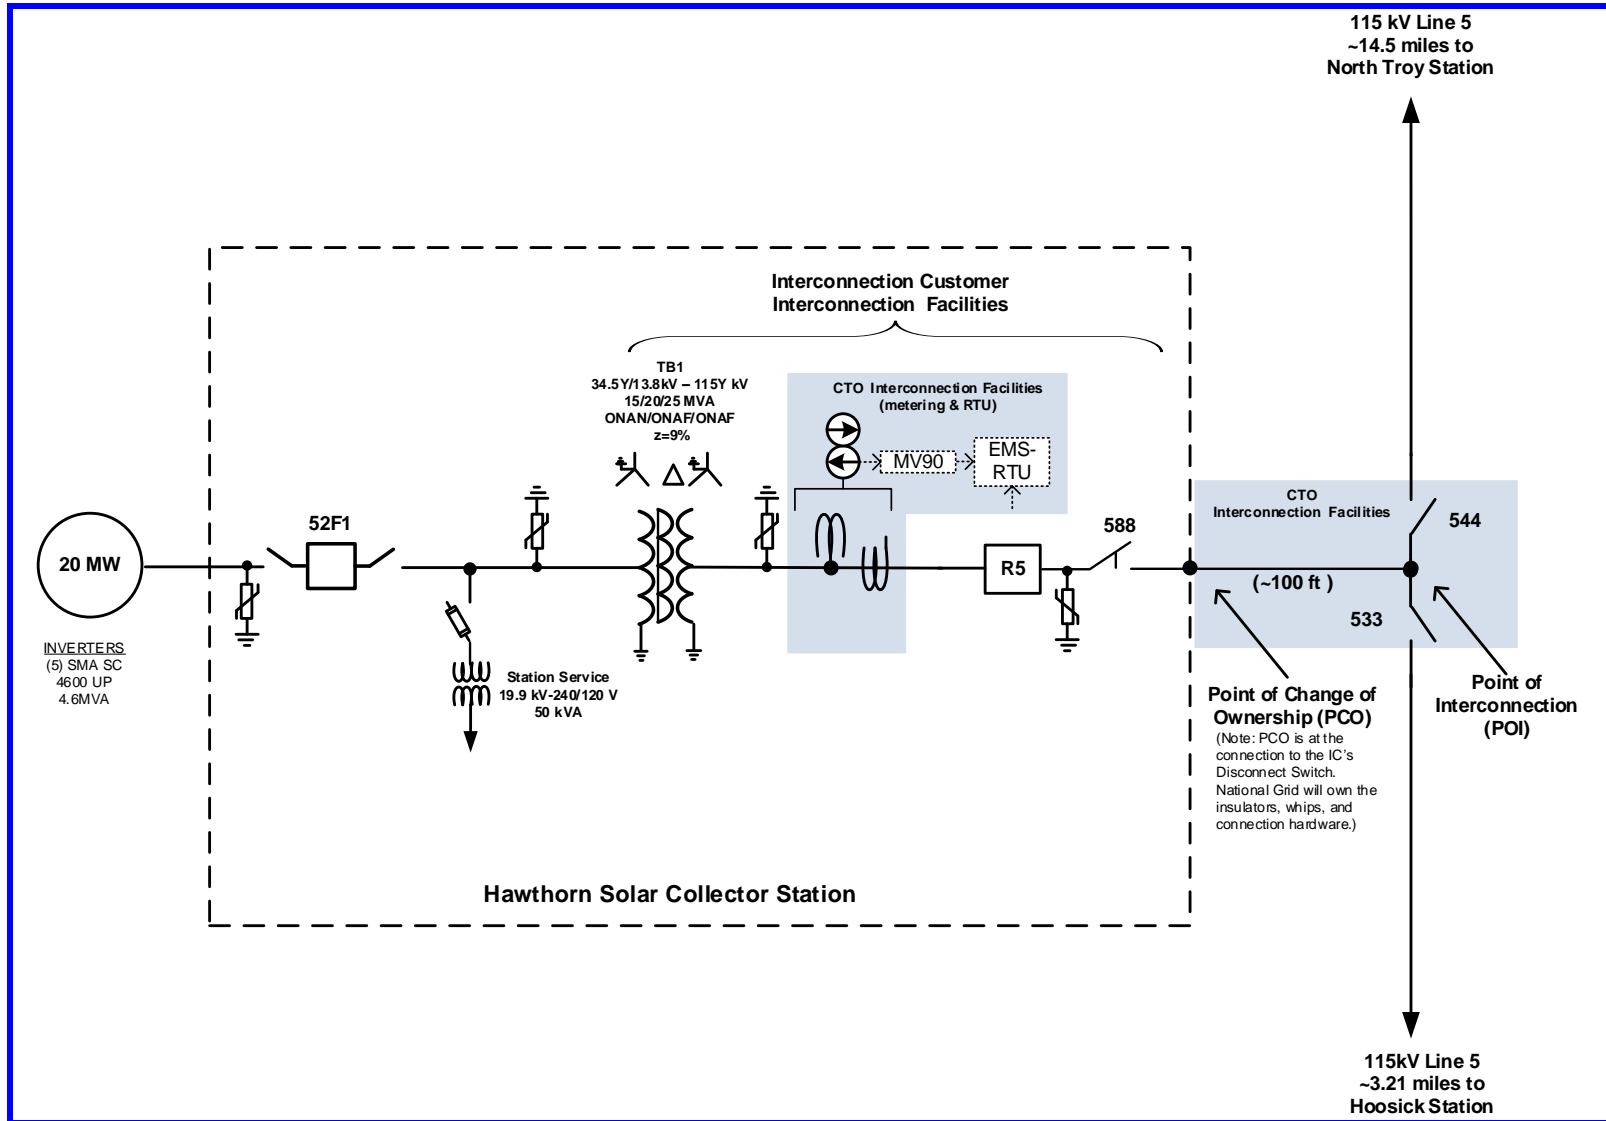 115 kV Line 5
~14.5 miles to
North Troy Station
Interconnection Customer
Interconnection Facilities
TB1
34.5Y/13.8kV – 115Y kV
15/20/25 MVA
ONAN/ONAF/ONAF
z=9%
CTO Interconnection Facilities
(metering & RTU)
MV90
EMS-
RTU
CTO
Interconnection Facilities
544
588
52F1
20 MW
R5
(~100 ft )
533
INVERTERS
(5) SMA SC
4600 UP
4.6MVA
Station Service
19.9 kV-240/120 V
50 kVA
Point of Change of
Ownership (PCO)
(Note: PCO is at the
connection to the IC's
Disconnect Switch.
National Grid will own the
insulators, whips, and
connection hardware.)
Point of
Interconnection
(POI)
Hawthorn Solar Collector Station
115kV Line 5
~3.21 miles to
Hoosick Station